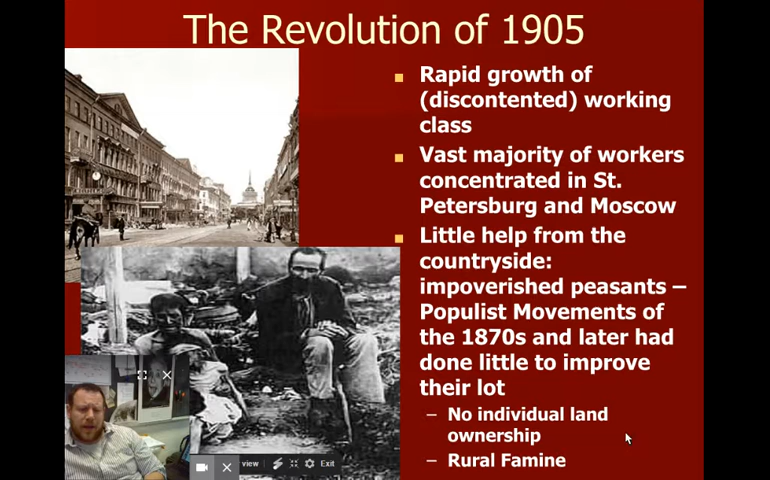 The Revolution of 1905
■ Rapid growth of
(discontented) working
class
■ Vast majority of workers
concentrated in St.
Petersburg and Moscow
■ Little help from the
countryside:
impoverished peasants –
Populist Movements of
the 1870s and later had
done little to improve
their lot
– No individual land
ownership
– Rural Famine
view
Exit